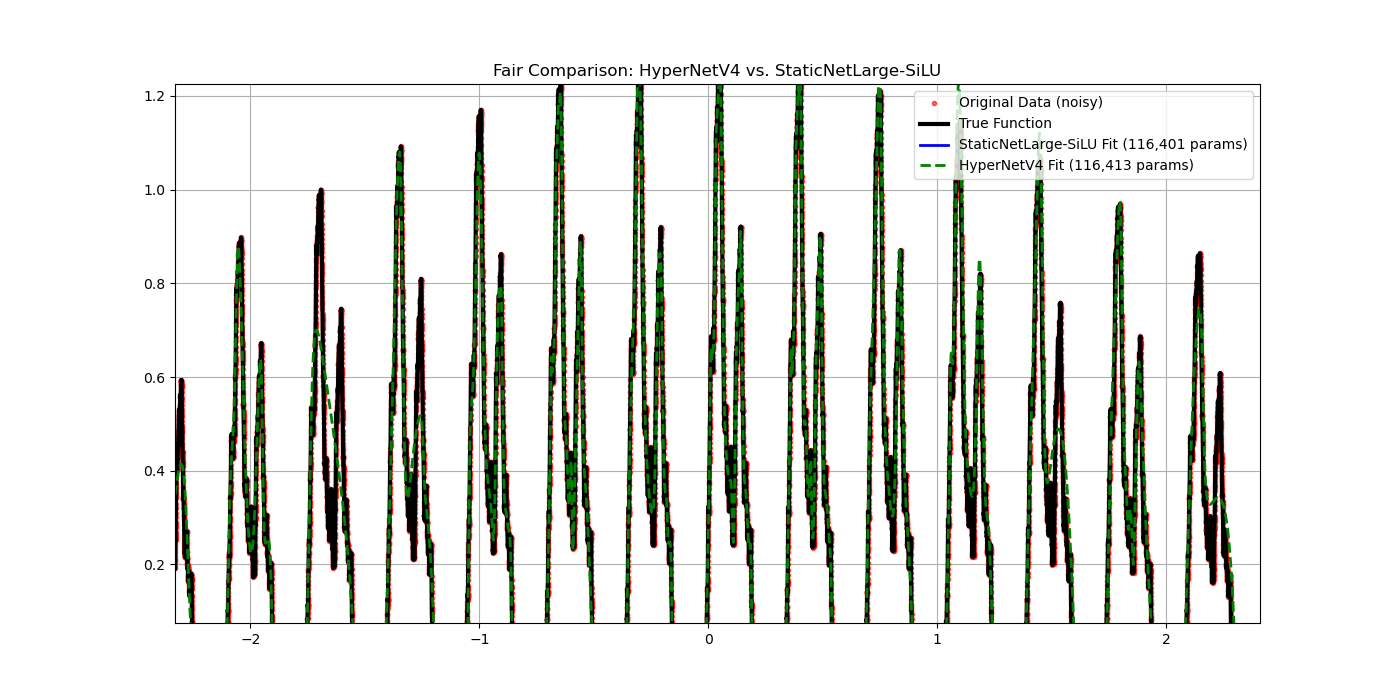 Fair Comparison: HyperNetV4 vs. StaticNetLarge-SiLU
1.2
1.0
0.8
0.6
0.4
0.2
Original Data (noisy)
True Function
StaticNetLarge-SiLU Fit (116,401 params)
HyperNetV4 Fit (116,413 params)
−2
−1
0
1
2